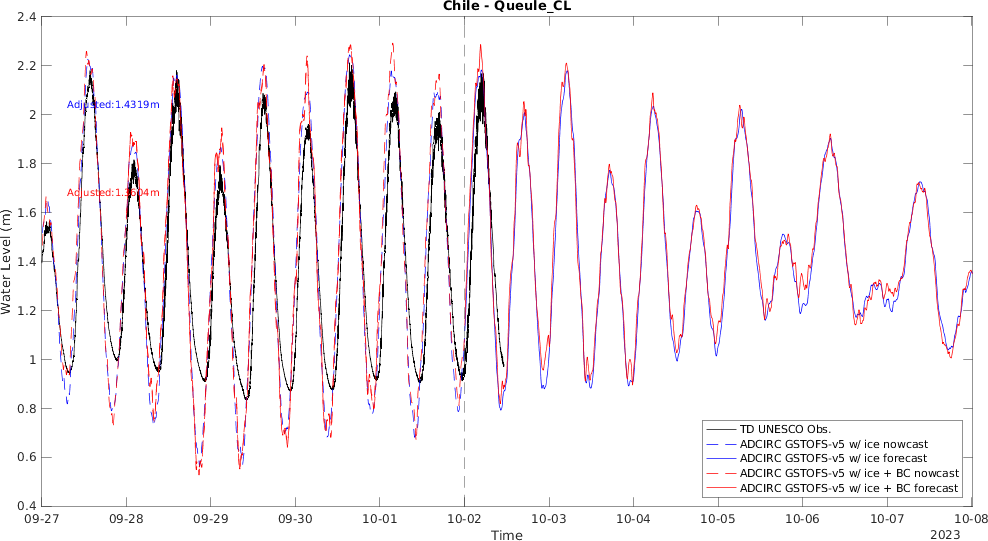 Chile - Queule_CL
2.4
2.2
2
1.8
1.6
1.4
1.2
1
0.8
0.6
0.4
Water Level (m)
Adjusted:1.4319m
TD UNESCO Obs.
ADCIRC GSTOFS-v5 w/ ice nowcast
ADCIRC GSTOFS-v5 w/ ice forecast
ADCIRC GSTOFS-v5 w/ ice + BC nowcast
ADCIRC GSTOFS-v5 w/ ice + BC forecast
09-27 09-28 09-29 09-30 10-01 10-02 10-03 10-04 10-05 10-06 10-07 10-08
Time
2023